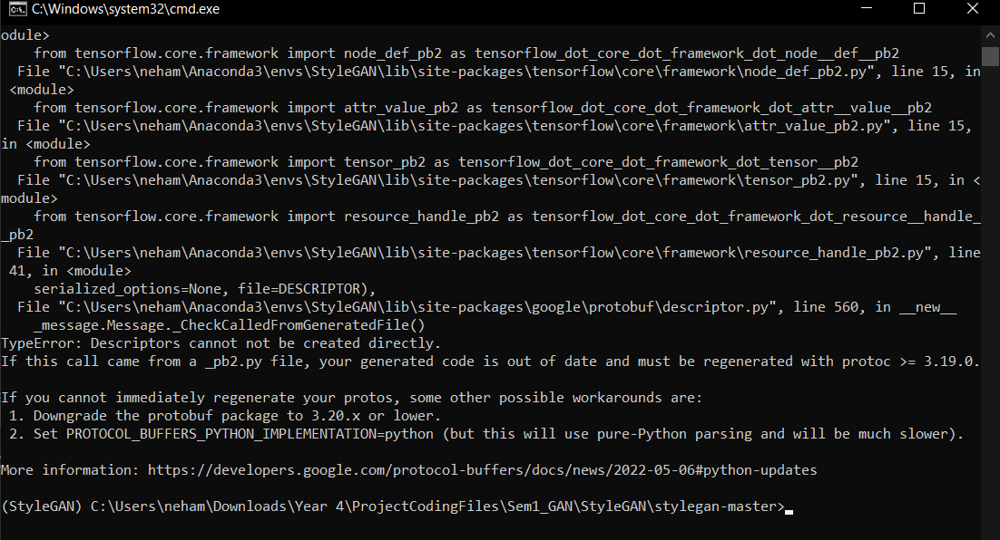 C:\Windows\system32\cmd.exe
odule>
    from tensorflow.core.framework import node_def_pb2 as tensorflow_dot_core_dot_framework_dot_node__def__pb2
  File "C:\Users\neham\Anaconda3\envs\StyleGAN\lib\site-packages\tensorflow\core\framework\node_def_pb2.py", line 15, in
 <module>
    from tensorflow.core.framework import attr_value_pb2 as tensorflow_dot_core_dot_framework_dot_attr__value__pb2
  File "C:\Users\neham\Anaconda3\envs\StyleGAN\lib\site-packages\tensorflow\core\framework\attr_value_pb2.py", line 15,
in <module>
    from tensorflow.core.framework import tensor_pb2 as tensorflow_dot_core_dot_framework_dot_tensor__pb2
  File "C:\Users\neham\Anaconda3\envs\StyleGAN\lib\site-packages\tensorflow\core\framework\tensor_pb2.py", line 15, in <
module>
    from tensorflow.core.framework import resource_handle_pb2 as tensorflow_dot_core_dot_framework_dot_resource__handle_
_pb2
  File "C:\Users\neham\Anaconda3\envs\StyleGAN\lib\site-packages\tensorflow\core\framework\resource_handle_pb2.py", line
 41, in <module>
    serialized_options=None, file=DESCRIPTOR),
  File "C:\Users\neham\Anaconda3\envs\StyleGAN\lib\site-packages\google\protobuf\descriptor.py", line 560, in __new__
    _message.Message._CheckCalledFromGeneratedFile()
TypeError: Descriptors cannot not be created directly.
If this call came from a _pb2.py file, your generated code is out of date and must be regenerated with protoc >= 3.19.0.

If you cannot immediately regenerate your protos, some other possible workarounds are:
 1. Downgrade the protobuf package to 3.20.x or lower.
 2. Set PROTOCOL_BUFFERS_PYTHON_IMPLEMENTATION=python (but this will use pure-Python parsing and will be much slower).

More information: https://developers.google.com/protocol-buffers/docs/news/2022-05-06#python-updates

(StyleGAN) C:\Users\neham\Downloads\Year 4\ProjectCodingFiles\Sem1_GAN\StyleGAN\stylegan-master>